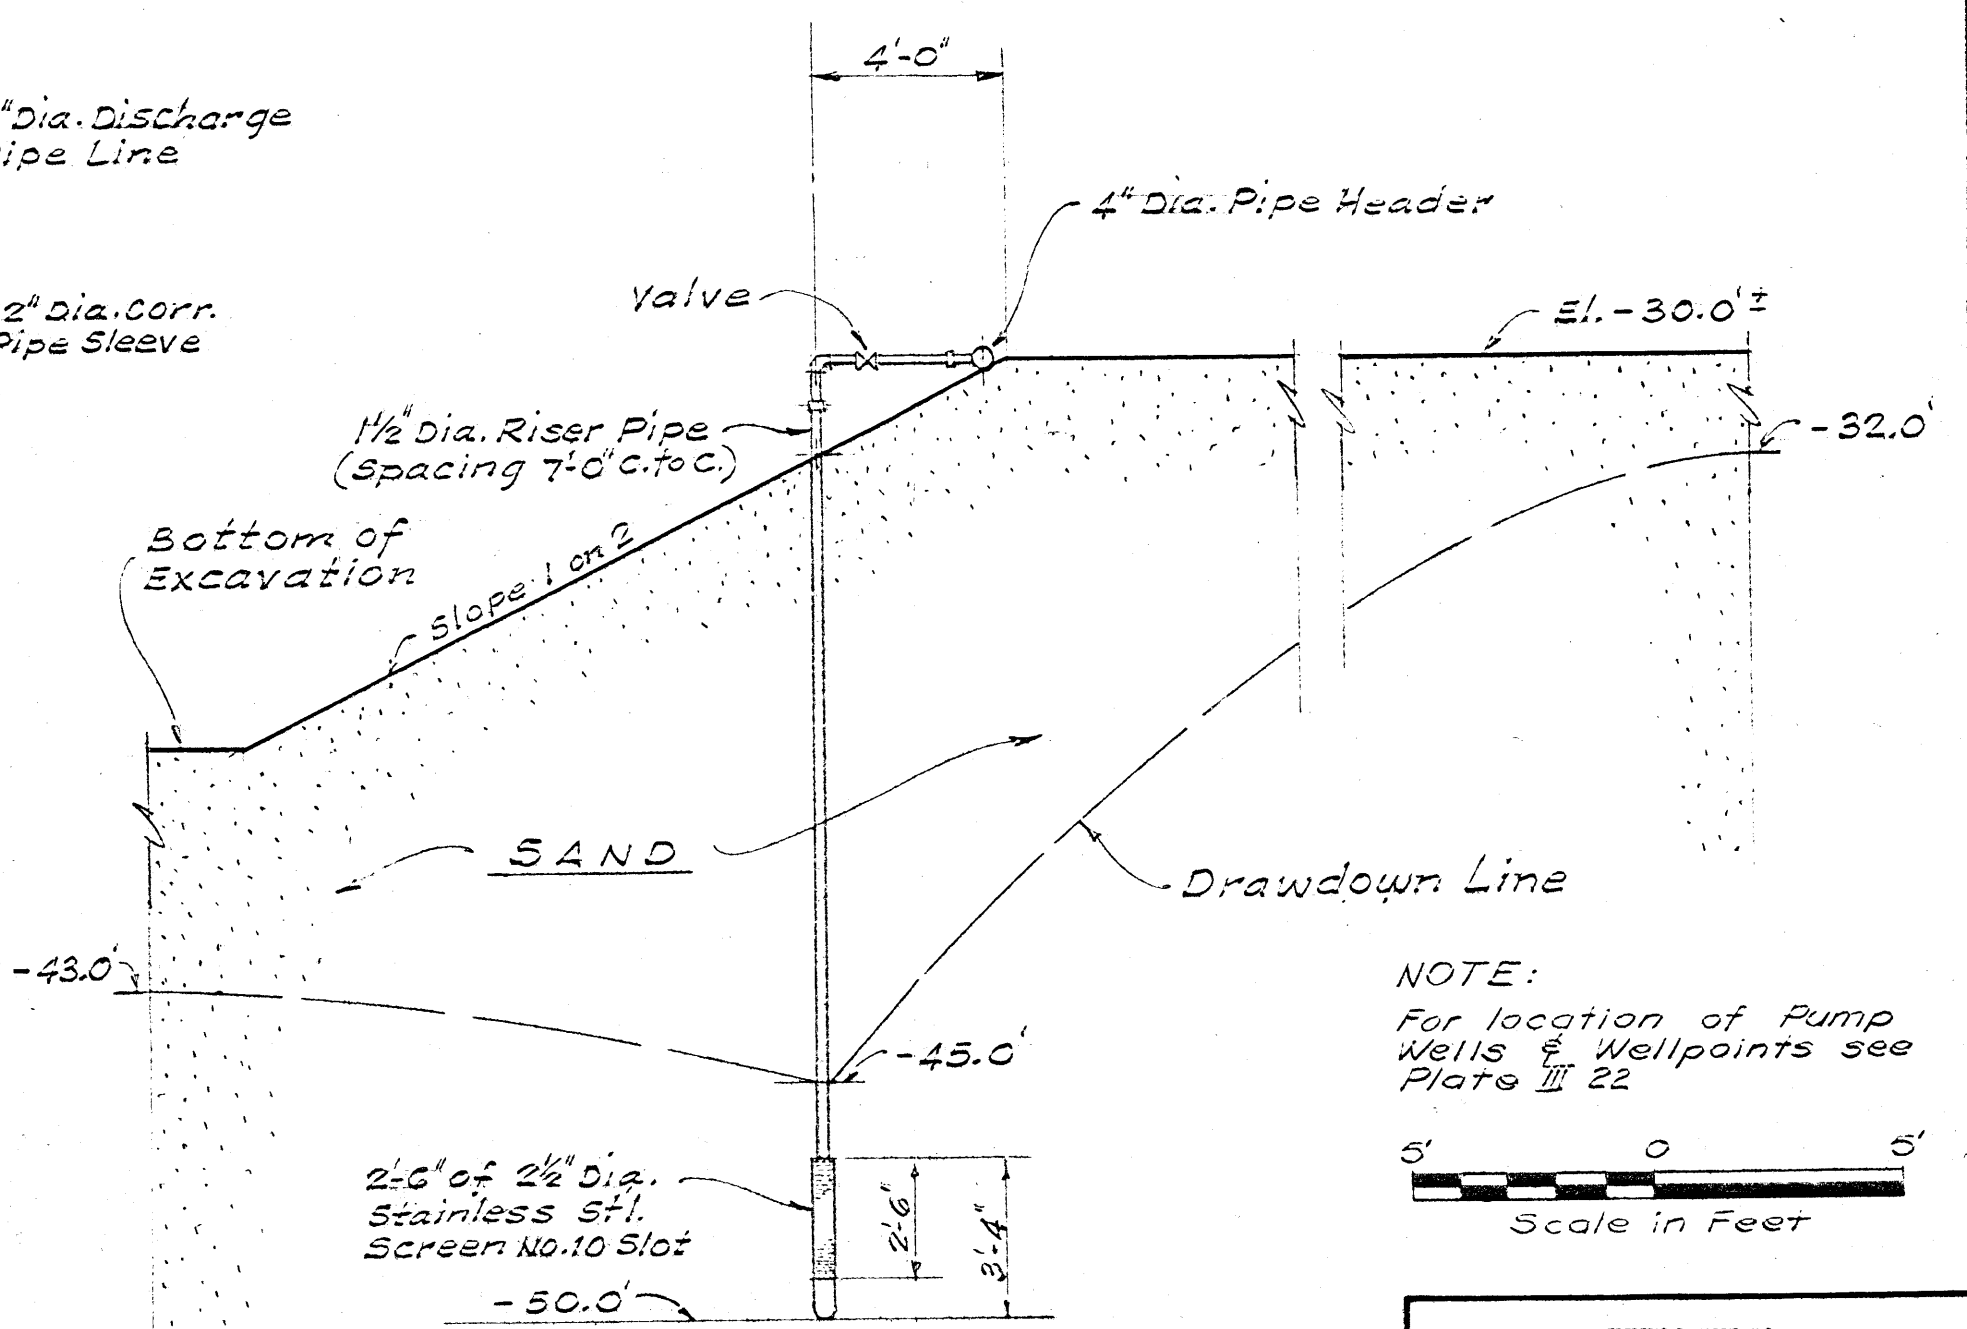 4'-0"
"Dia. Discharge
ipe Line
4" Dia. Pipe Header
Valve
2" Dia. Corr.
Pipe Sleeve
El. -30.0' ±
1½" Dia. Riser Pipe
(Spacing 7'-0" C. to C.)
-32.0'
Bottom of
Excavation
Slope 1 on 2
SAND
Drawdown Line
-43.0'
NOTE:
For location of Pump
Wells & Wellpoints see
Plate III 22
-45.0'
5' 0 5'
Scale in Feet
2'-6" of 2½" Dia.
Stainless Stl.
Screen No. 10 Slot
2'-6"
3'-4"
-50.0'